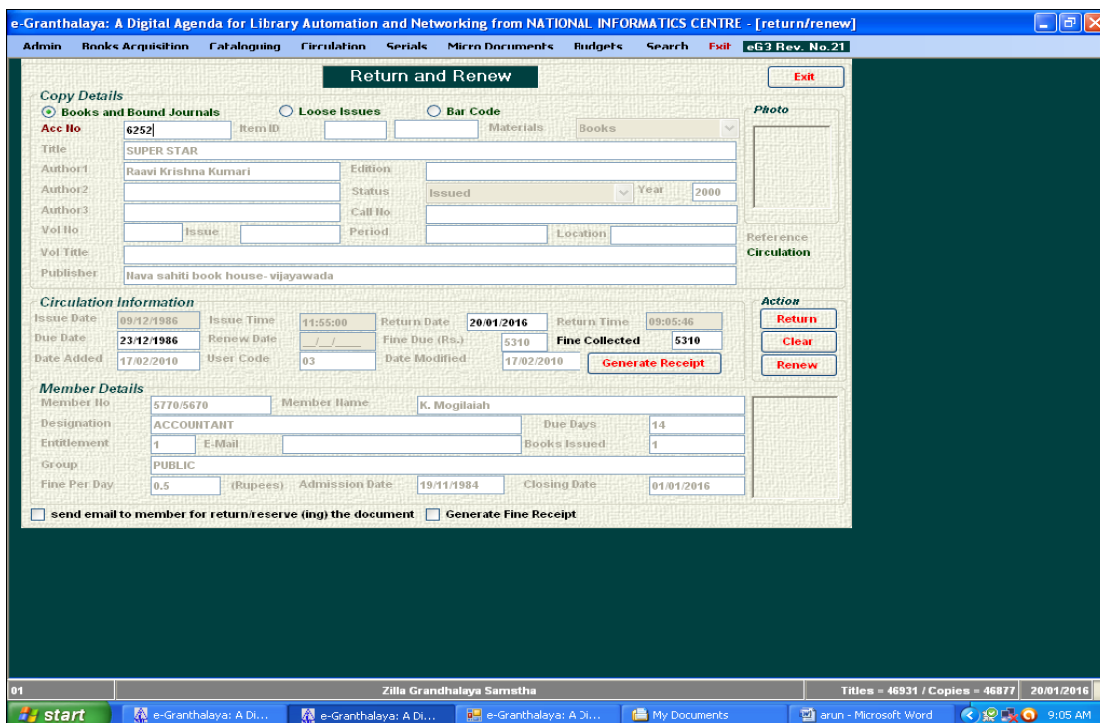 e-Granthalaya: A Digital Agenda for Library Automation and Networking from NATIONAL INFORMATICS CENTRE - [return/renew]
Admin Books Acquisition Cataloguing Circulation Serials Micro Documents Budgets Search Exit eG3 Rev. No.21
Return and Renew Exit
Copy Details
Books and Bound Journals Loose Issues Bar Code Photo
Acc No 6252 Item ID Materials Books
Title SUPER STAR
Author1 Raavi Krishna Kumari Edition
Author2 Status Issued Year 2000
Author3 Call No
Vol No Issue Period Location Reference
Vol Title Circulation
Publisher Nava sahiti book house- vijayawada
Circulation Information Action
Issue Date 09/12/1986 Issue Time 11:55:00 Return Date 20/01/2016 Return Time 09:05:46 Return
Due Date 23/12/1986 Renew Date _/_/___ Fine Due (Rs.) 5310 Fine Collected 5310 Clear
Date Added 17/02/2010 User Code 03 Date Modified 17/02/2010 Generate Receipt Renew
Member Details
Member No 5770/5670 Member Name K. Mogilaiah
Designation ACCOUNTANT Due Days 14
Entitlement 1 E-Mail Books Issued 1
Group PUBLIC
Fine Per Day 0.5 (Rupees) Admission Date 19/11/1984 Closing Date 01/01/2016
send email to member for return/reserve (ing) the document Generate Fine Receipt
01 Zilla Grandhalaya Samstha Titles = 46931 / Copies = 46877 20/01/2016
start e-Granthalaya: A Di... e-Granthalaya: A Di... e-Granthalaya: A Di... My Documents arun - Microsoft Word 9:05 AM